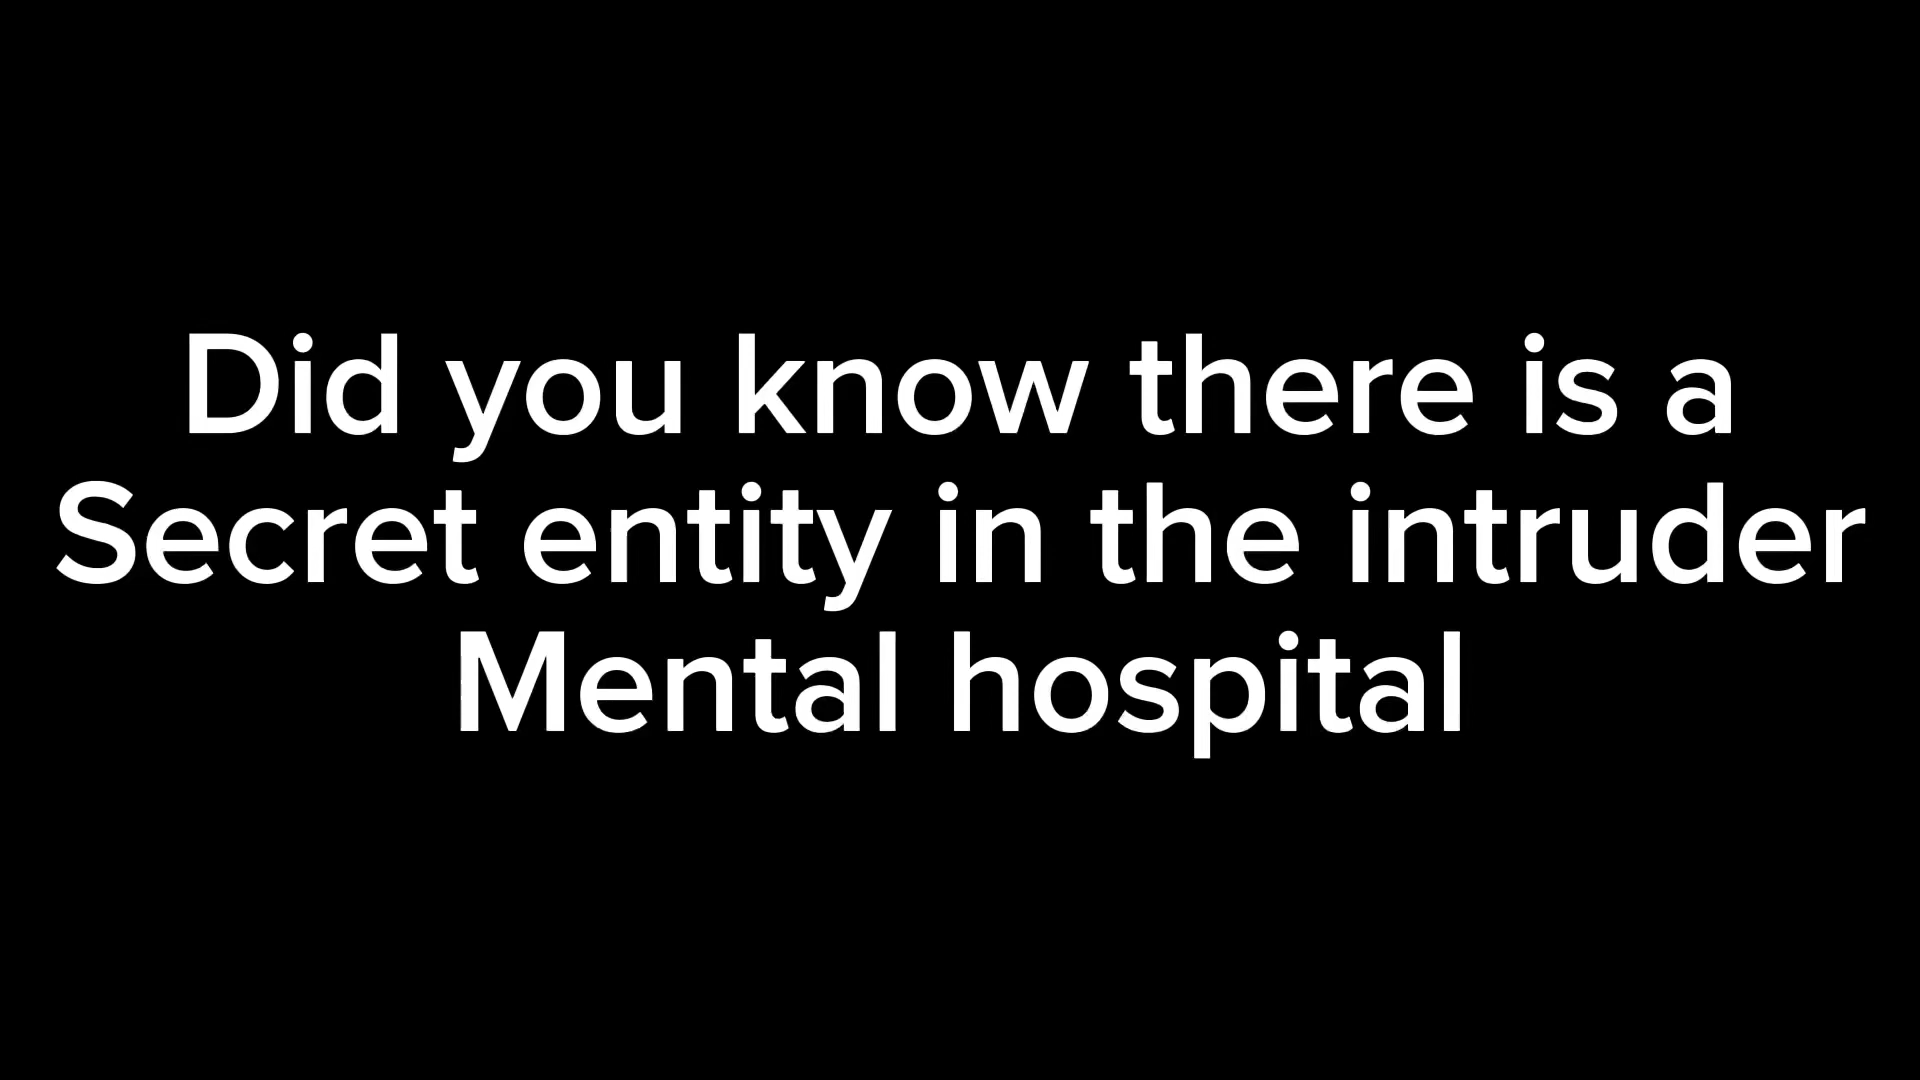 Did you know there is a
Secret entity in the intruder
Mental hospital